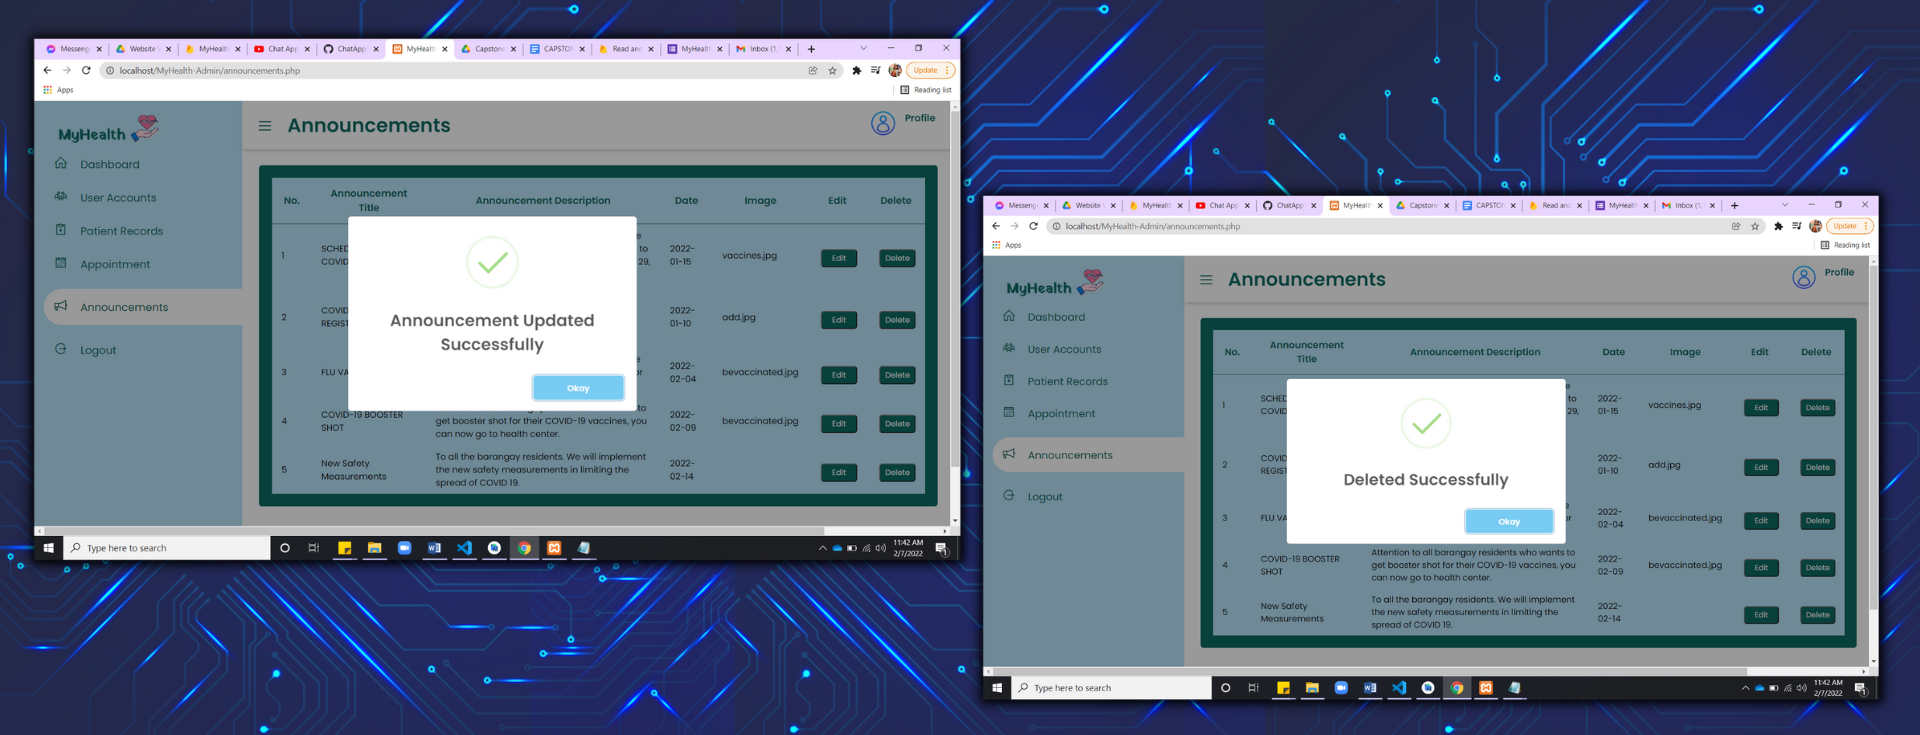 Messeng
Website
MyHealth
Chat App
ChatApp
MyHealth
Capstone
CAPSTON
Read and
MyHealth
Inbox (1,
localhost/MyHealth-Admin/announcements.php
Update
Apps
Reading list
MyHealth
Announcements
Profile
Dashboard
User Accounts
Patient Records
Appointment
Announcements
Logout
No.
Announcement
Title
Announcement Description
Date
Image
Edit
Delete
1
SCHED
COVID
to
29,
2022-
01-15
vaccines.jpg
Edit
Delete
2
COVID
REGIST
2022-
01-10
add.jpg
Edit
Delete
3
FLU VA
or
2022-
02-04
bevaccinated.jpg
Edit
Delete
4
COVID-19 BOOSTER
SHOT
to
get booster shot for their COVID-19 vaccines, you
can now go to health center.
2022-
02-09
bevaccinated.jpg
Edit
Delete
5
New Safety
Measurements
To all the barangay residents. We will implement
the new safety measurements in limiting the
spread of COVID 19.
2022-
02-14
Edit
Delete
Announcement Updated
Successfully
Okay
Type here to search
11:42 AM
2/7/2022
Messeng
Website
MyHealth
Chat App
ChatApp
MyHealth
Capstone
CAPSTON
Read and
MyHealth
Inbox (1,
localhost/MyHealth-Admin/announcements.php
Update
Apps
Reading list
MyHealth
Announcements
Profile
Dashboard
User Accounts
Patient Records
Appointment
Announcements
Logout
No.
Announcement
Title
Announcement Description
Date
Image
Edit
Delete
1
SCHED
COVID
to
29,
2022-
01-15
vaccines.jpg
Edit
Delete
2
COVID
REGIST
2022-
01-10
add.jpg
Edit
Delete
3
FLU VA
or
2022-
02-04
bevaccinated.jpg
Edit
Delete
4
COVID-19 BOOSTER
SHOT
Attention to all barangay residents who wants to
get booster shot for their COVID-19 vaccines, you
can now go to health center.
2022-
02-09
bevaccinated.jpg
Edit
Delete
5
New Safety
Measurements
To all the barangay residents. We will implement
the new safety measurements in limiting the
spread of COVID 19.
2022-
02-14
Edit
Delete
Deleted Successfully
Okay
Type here to search
11:42 AM
2/7/2022